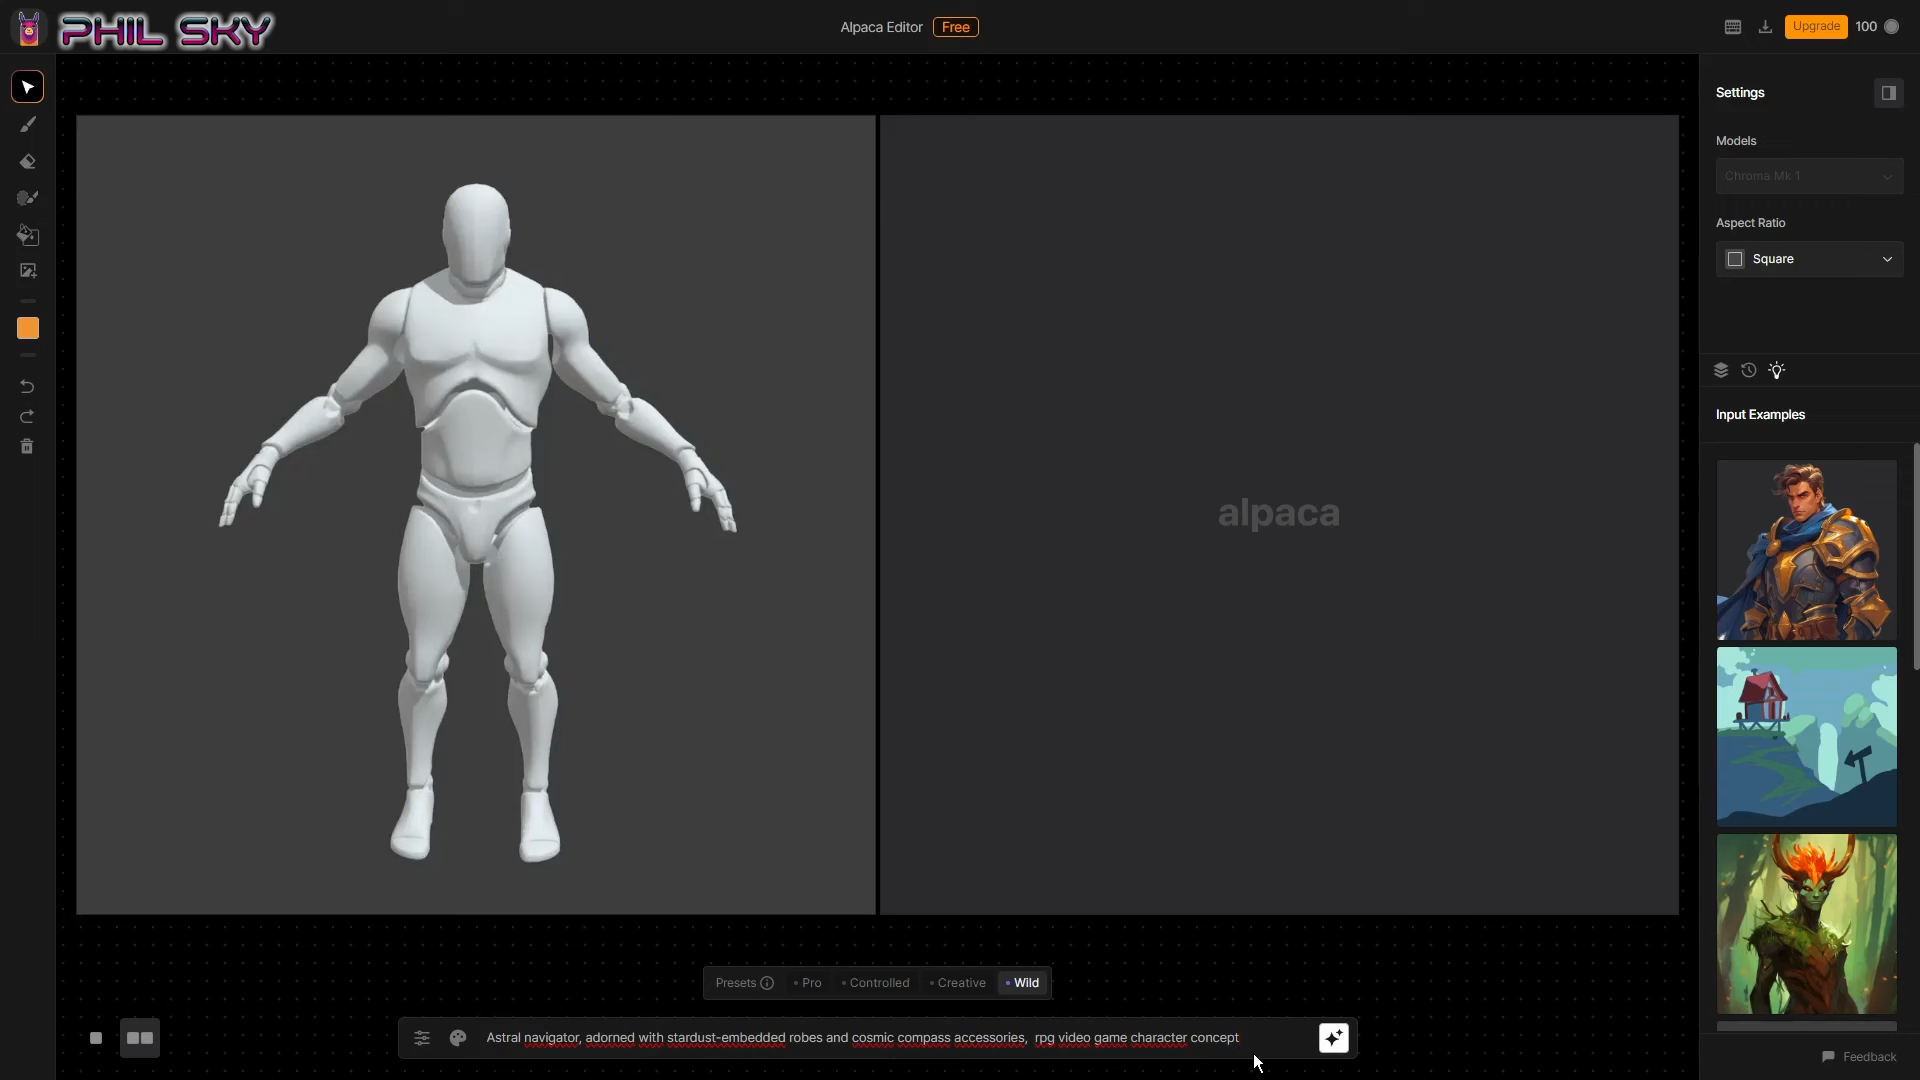 PHIL SKY
Alpaca Editor Free
Upgrade 100
Settings
Models
Chroma Mk 1
Aspect Ratio
Square
Input Examples
alpaca
Presets Pro Controlled Creative Wild
Astral navigator, adorned with stardust-embedded robes and cosmic compass accessories, rpg video game character concept
Feedback